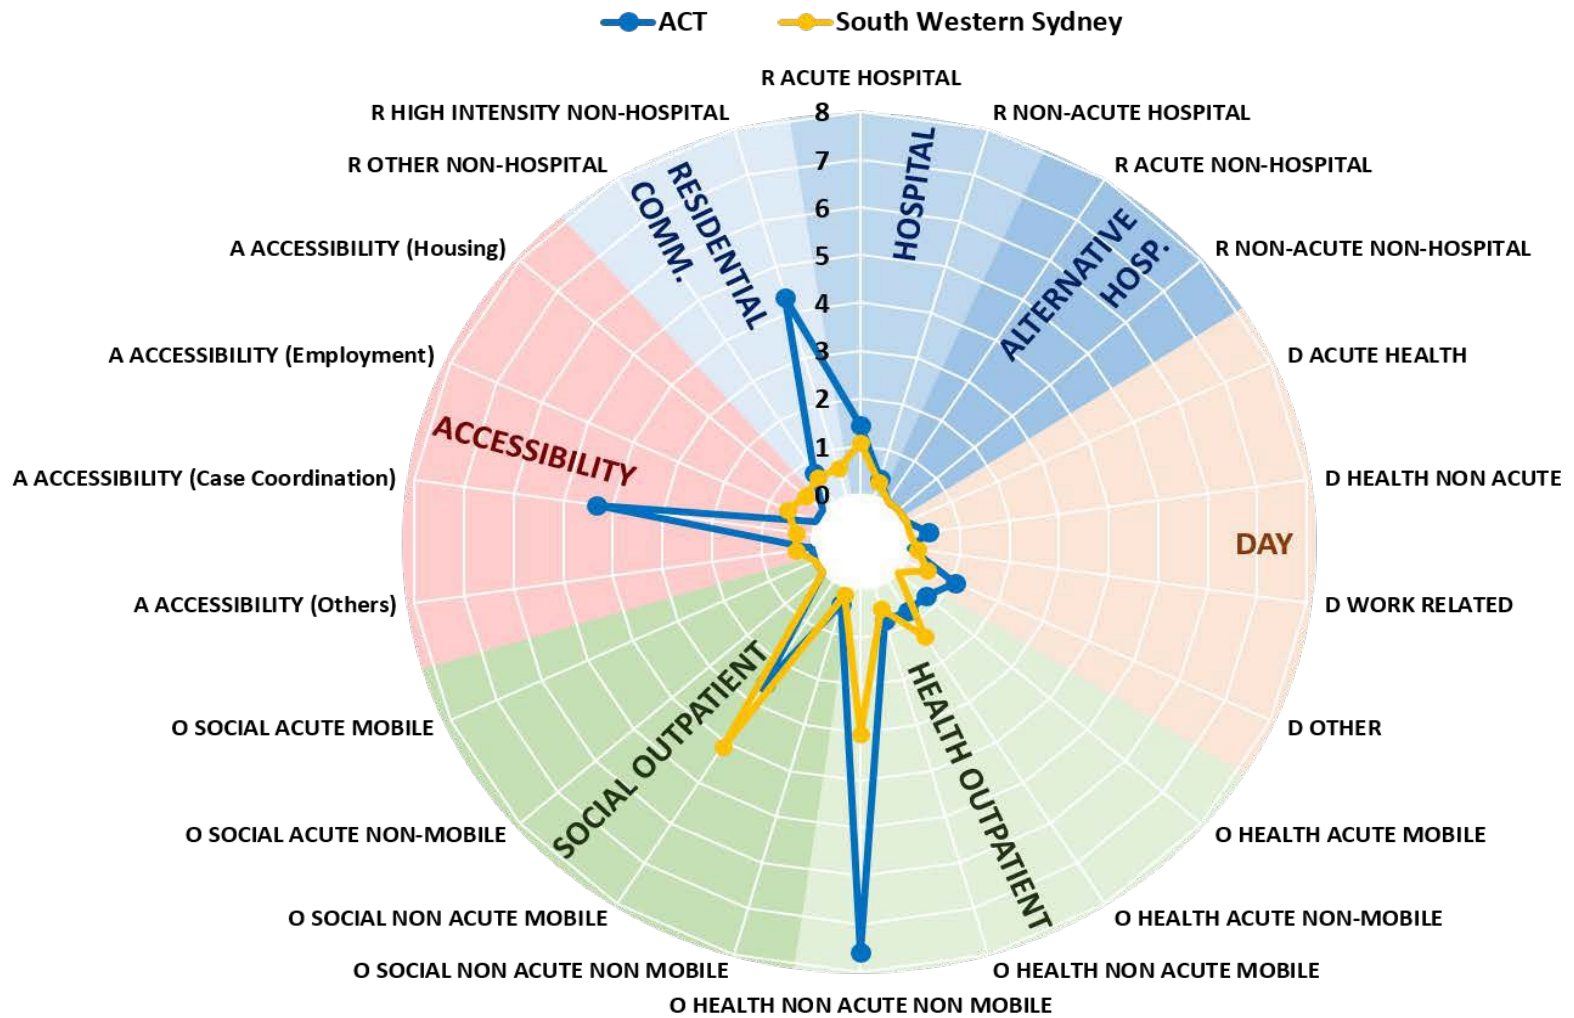 ACT
South Western Sydney
R ACUTE HOSPITAL
R HIGH INTENSITY NON-HOSPITAL
R NON-ACUTE HOSPITAL
R OTHER NON-HOSPITAL
R ACUTE NON-HOSPITAL
A ACCESSIBILITY (Housing)
R NON-ACUTE NON-HOSPITAL
A ACCESSIBILITY (Employment)
D ACUTE HEALTH
A ACCESSIBILITY (Case Coordination)
D HEALTH NON ACUTE
A ACCESSIBILITY (Others)
D WORK RELATED
O SOCIAL ACUTE MOBILE
D OTHER
O SOCIAL ACUTE NON-MOBILE
O HEALTH ACUTE MOBILE
O SOCIAL NON ACUTE MOBILE
O HEALTH ACUTE NON-MOBILE
O SOCIAL NON ACUTE NON MOBILE
O HEALTH NON ACUTE MOBILE
O HEALTH NON ACUTE NON MOBILE
8
7
6
5
4
3
2
1
0
RESIDENTIAL
COMM.
HOSPITAL
ALTERNATIVE
HOSP.
ACCESSIBILITY
DAY
SOCIAL OUTPATIENT
HEALTH OUTPATIENT